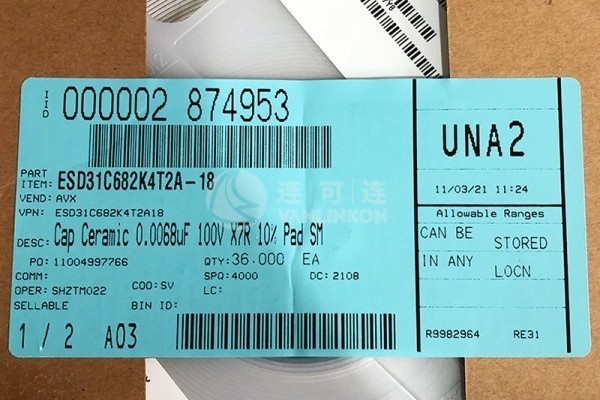 IID 000002 874953
UNA2
PART
ITEM: ESD31C682K4T2A-18
VEND: AVX
11/03/21 11:24
VPN: ESD31C682K4T2A18
连可连
VANLINKON
Allowable Ranges
DESC: Cap Ceramic 0.0068uF 100V X7R 10% Pad SM
CAN BE STORED
IN ANY LOCN
PO: 11004997766 QTY: 36.000 EA
COMM: SPQ: 4000 DC: 2108
OPER: SHZTM022 COO: SV LC:
SELLABLE BIN ID:
R9982964 RE31
1 / 2 A03